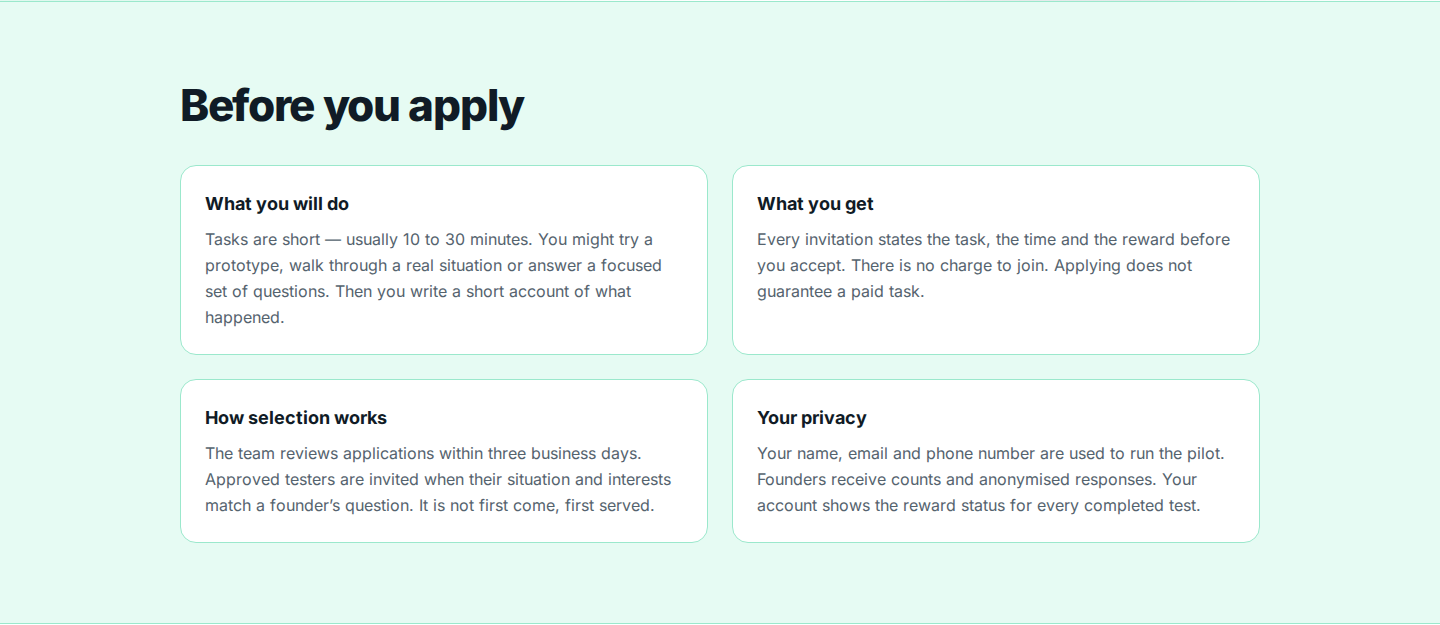 Before you apply
What you will do
Tasks are short — usually 10 to 30 minutes. You might try a
prototype, walk through a real situation or answer a focused
set of questions. Then you write a short account of what
happened.
What you get
Every invitation states the task, the time and the reward before
you accept. There is no charge to join. Applying does not
guarantee a paid task.
How selection works
The team reviews applications within three business days.
Approved testers are invited when their situation and interests
match a founder’s question. It is not first come, first served.
Your privacy
Your name, email and phone number are used to run the pilot.
Founders receive counts and anonymised responses. Your
account shows the reward status for every completed test.